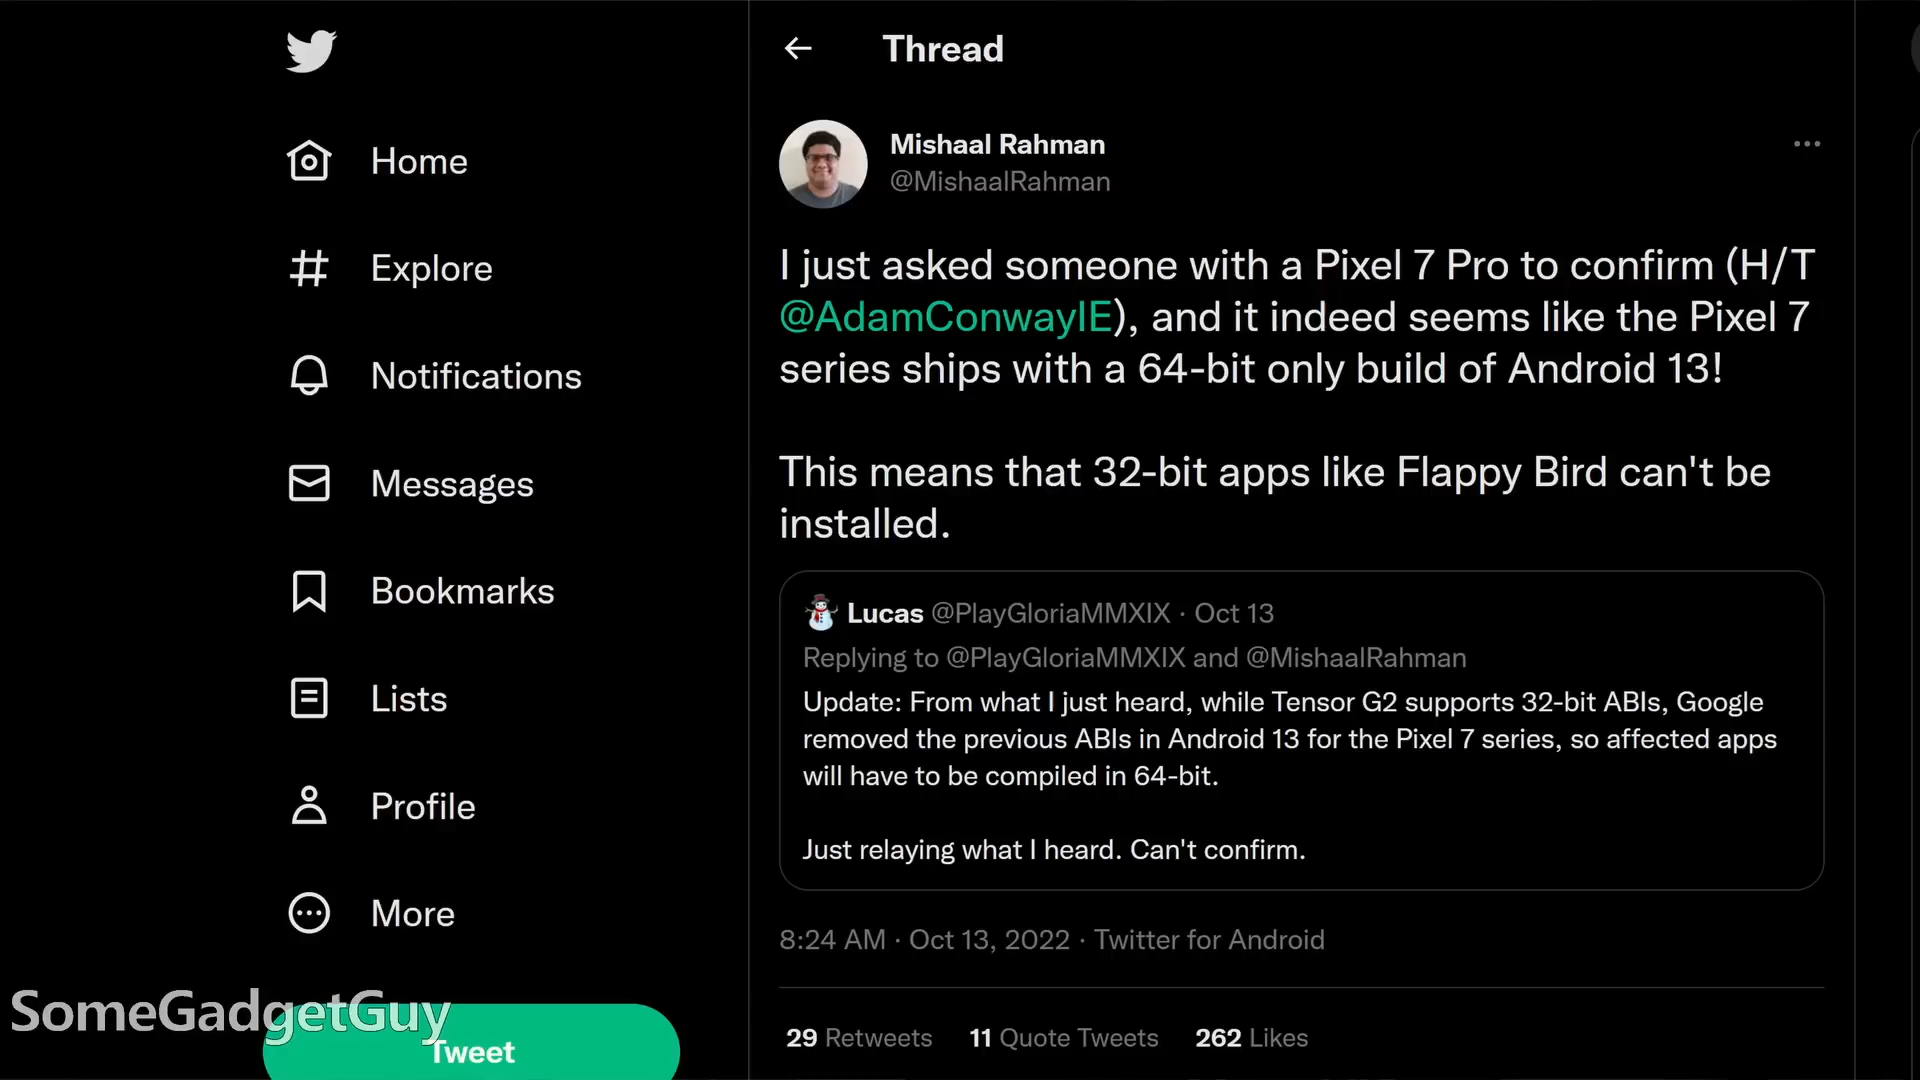 Thread
Home
Explore
Notifications
Messages
Bookmarks
Lists
Profile
More
Tweet
Mishaal Rahman
@MishaalRahman
I just asked someone with a Pixel 7 Pro to confirm (H/T
@AdamConwayIE), and it indeed seems like the Pixel 7
series ships with a 64-bit only build of Android 13!
This means that 32-bit apps like Flappy Bird can't be
installed.
Lucas @PlayGloriaMMXIX · Oct 13
Replying to @PlayGloriaMMXIX and @MishaalRahman
Update: From what I just heard, while Tensor G2 supports 32-bit ABIs, Google
removed the previous ABIs in Android 13 for the Pixel 7 series, so affected apps
will have to be compiled in 64-bit.
Just relaying what I heard. Can't confirm.
8:24 AM · Oct 13, 2022 · Twitter for Android
29 Retweets 11 Quote Tweets 262 Likes
SomeGadgetGuy